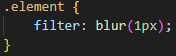 .element {
    filter: blur(1px);
}